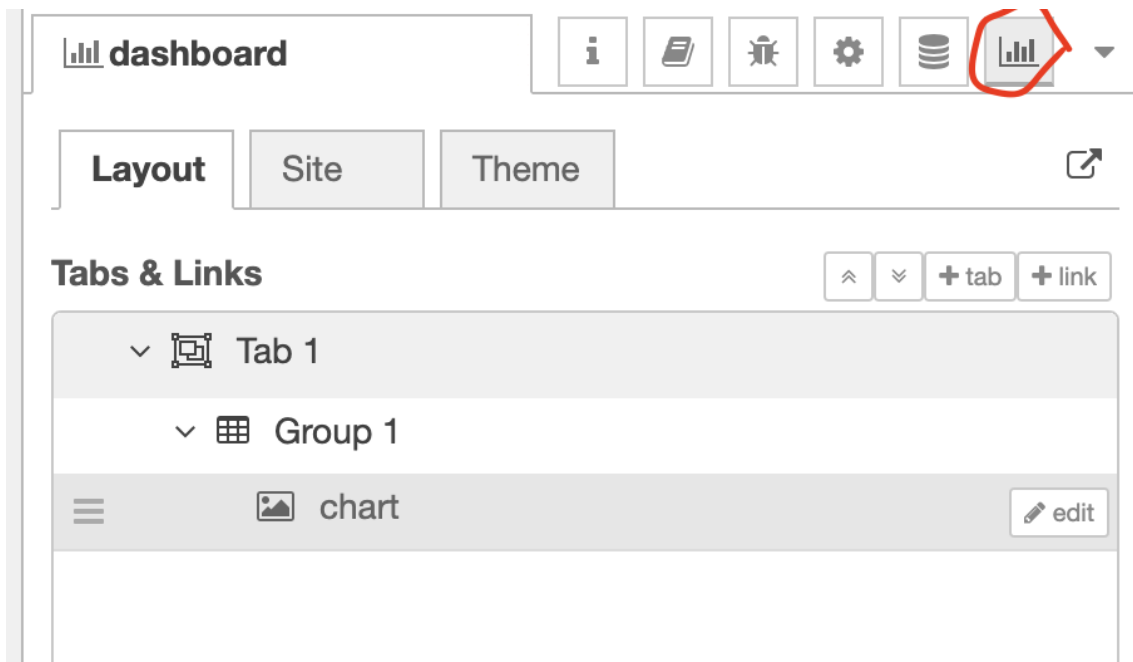 dashboard
Layout
Site
Theme
Tabs & Links
+ tab
+ link
Tab 1
Group 1
chart
edit